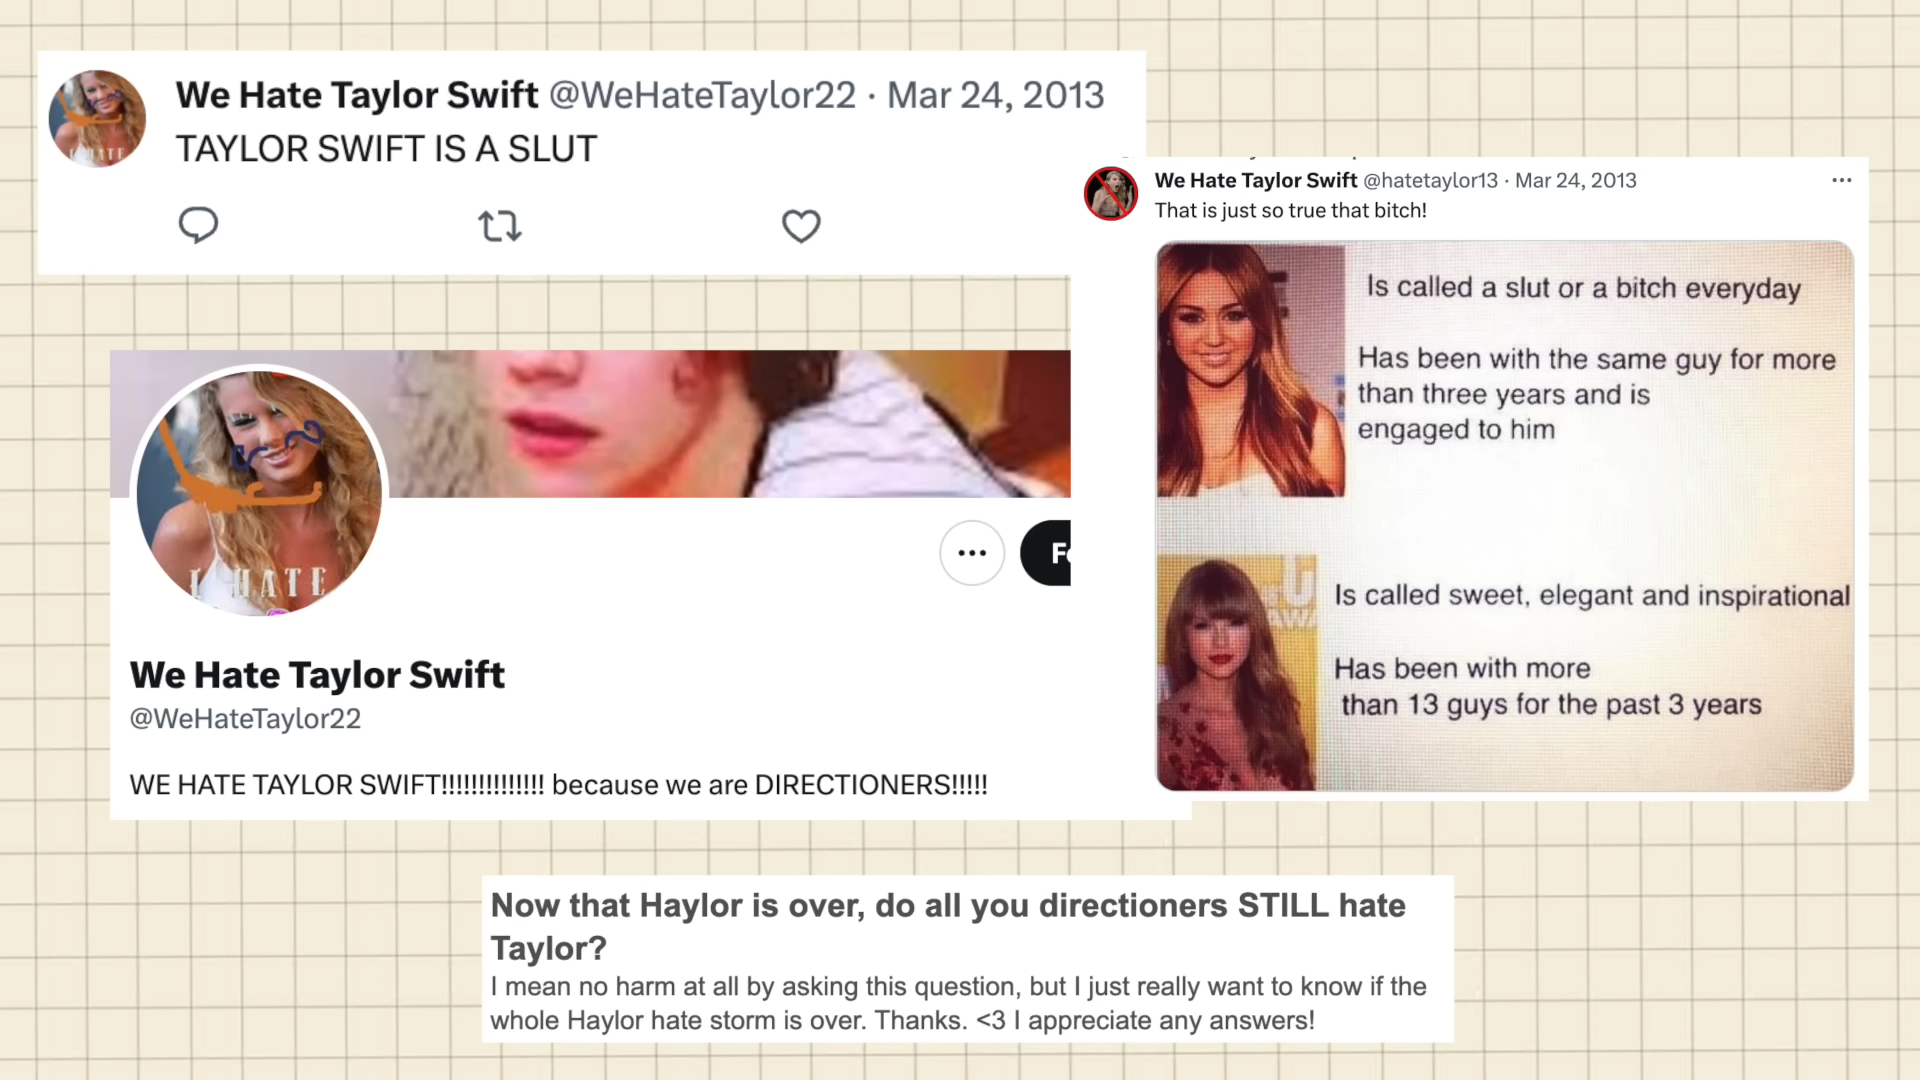 We Hate Taylor Swift @WeHateTaylor22 · Mar 24, 2013
TAYLOR SWIFT IS A SLUT
We Hate Taylor Swift @hatetaylor13 · Mar 24, 2013
That is just so true that bitch!
Is called a slut or a bitch everyday
Has been with the same guy for more
than three years and is
engaged to him
Is called sweet, elegant and inspirational
Has been with more
than 13 guys for the past 3 years
I HATE
We Hate Taylor Swift
@WeHateTaylor22
WE HATE TAYLOR SWIFT!!!!!!!!!!!!!! because we are DIRECTIONERS!!!!!
Now that Haylor is over, do all you directioners STILL hate
Taylor?
I mean no harm at all by asking this question, but I just really want to know if the
whole Haylor hate storm is over. Thanks. <3 I appreciate any answers!